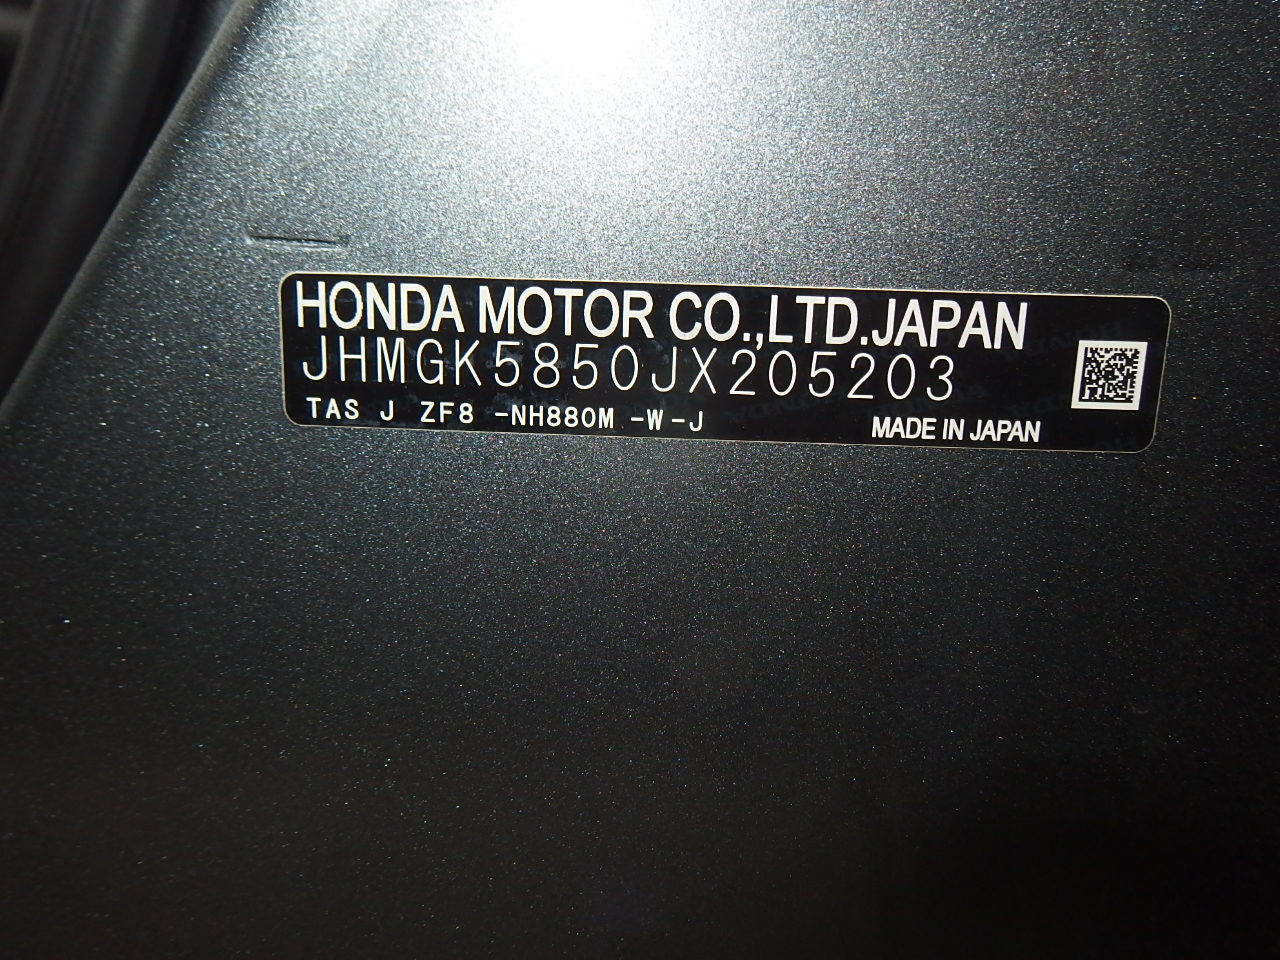 HONDA MOTOR CO.,LTD.JAPAN
JHMGK5850JX205203
TAS J ZF8 -NH880M -W -J
MADE IN JAPAN